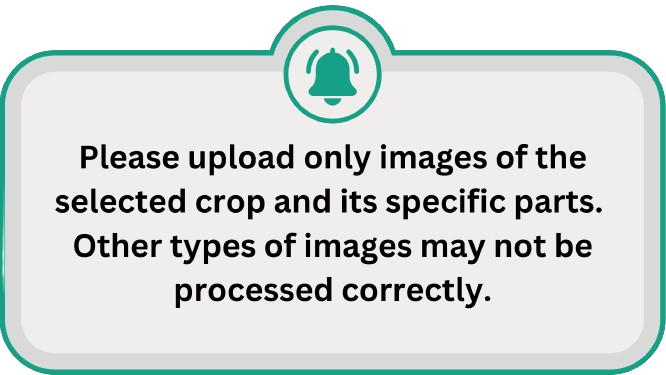 Please upload only images of the
selected crop and its specific parts.
Other types of images may not be
processed correctly.